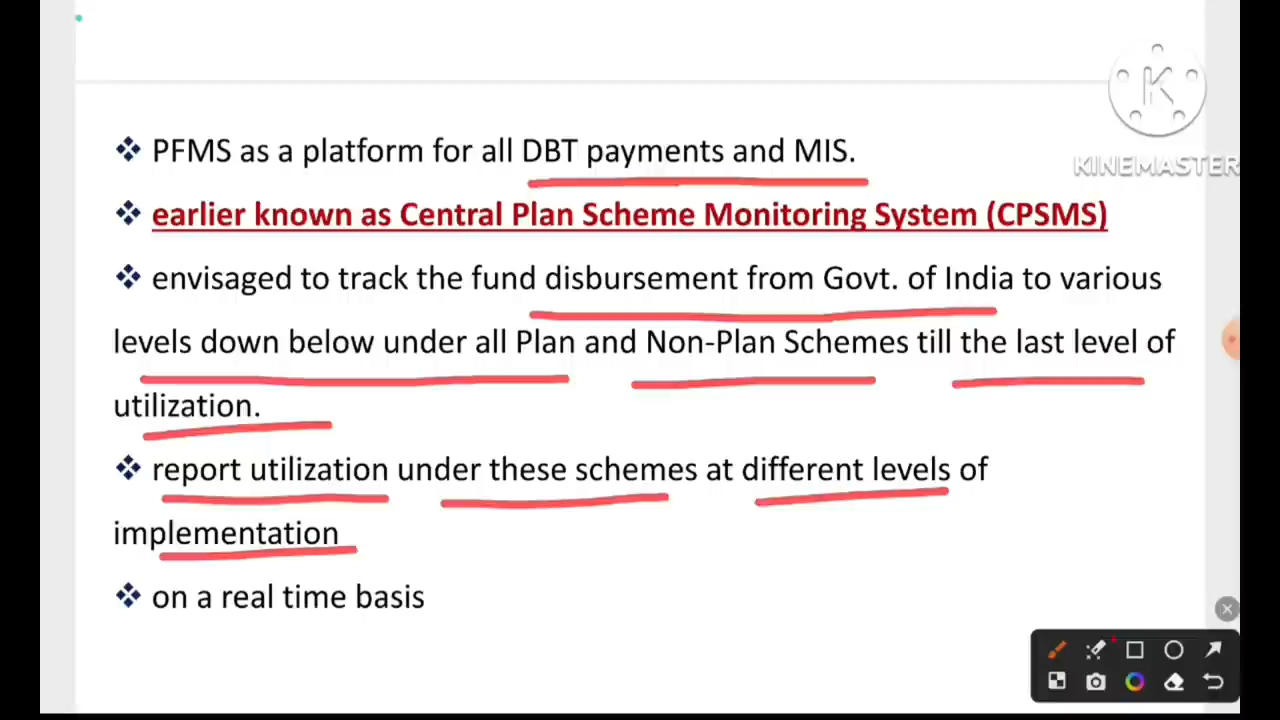 PFMS as a platform for all DBT payments and MIS.
K
KINEMASTER
earlier known as Central Plan Scheme Monitoring System (CPSMS)
envisaged to track the fund disbursement from Govt. of India to various
levels down below under all Plan and Non-Plan Schemes till the last level of
utilization.
report utilization under these schemes at different levels of
implementation
on a real time basis